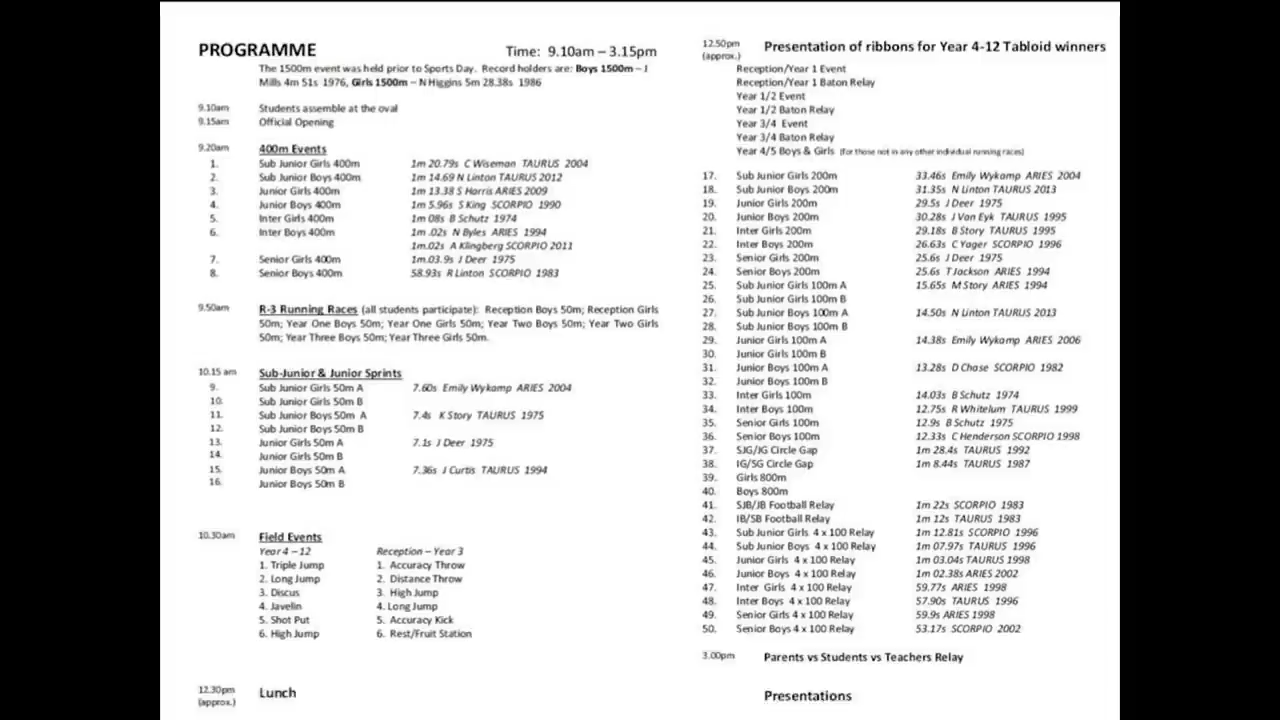 PROGRAMME Time: 9.10am – 3.15pm
The 1500m event was held prior to Sports Day. Record holders are: Boys 1500m – J
Mills 4m 51s 1976, Girls 1500m – N Higgins 5m 28.38s 1986
9.10am Students assemble at the oval
9.15am Official Opening
9.20am 400m Events
1. Sub Junior Girls 400m 1m 20.79s C Wiseman TAURUS 2004
2. Sub Junior Boys 400m 1m 14.69 N Linton TAURUS 2012
3. Junior Girls 400m 1m 13.38 S Harris ARIES 2009
4. Junior Boys 400m 1m 5.96s S King SCORPIO 1990
5. Inter Girls 400m 1m 08s B Schutz 1974
6. Inter Boys 400m 1m .02s N Byles ARIES 1994
1m.02s A Klingberg SCORPIO 2011
7. Senior Girls 400m 1m.03.9s J Deer 1975
8. Senior Boys 400m 58.93s R Linton SCORPIO 1983
9.50am R-3 Running Races (all students participate): Reception Boys 50m; Reception Girls
50m; Year One Boys 50m; Year One Girls 50m; Year Two Boys 50m; Year Two Girls
50m; Year Three Boys 50m; Year Three Girls 50m.
10.15 am Sub-Junior & Junior Sprints
9. Sub Junior Girls 50m A 7.60s Emily Wykamp ARIES 2004
10. Sub Junior Girls 50m B
11. Sub Junior Boys 50m A 7.4s K Story TAURUS 1975
12. Sub Junior Boys 50m B
13. Junior Girls 50m A 7.1s J Deer 1975
14. Junior Girls 50m B
15. Junior Boys 50m A 7.36s J Curtis TAURUS 1994
16. Junior Boys 50m B
10.30am Field Events
Year 4 – 12 Reception – Year 3
1. Triple Jump 1. Accuracy Throw
2. Long Jump 2. Distance Throw
3. Discus 3. High Jump
4. Javelin 4. Long Jump
5. Shot Put 5. Accuracy Kick
6. High Jump 6. Rest/Fruit Station
12.30pm Lunch
(approx.)
12.50pm Presentation of ribbons for Year 4-12 Tabloid winners
(approx.)
Reception/Year 1 Event
Reception/Year 1 Baton Relay
Year 1/2 Event
Year 1/2 Baton Relay
Year 3/4 Event
Year 3/4 Baton Relay
Year 4/5 Boys & Girls (for those not in any other individual running races)
17. Sub Junior Girls 200m 33.46s Emily Wykamp ARIES 2004
18. Sub Junior Boys 200m 31.35s N Linton TAURUS 2013
19. Junior Girls 200m 29.5s J Deer 1975
20. Junior Boys 200m 30.28s J Van Eyk TAURUS 1995
21. Inter Girls 200m 29.18s B Story TAURUS 1995
22. Inter Boys 200m 26.63s C Yager SCORPIO 1996
23. Senior Girls 200m 25.6s J Deer 1975
24. Senior Boys 200m 25.6s T Jackson ARIES 1994
25. Sub Junior Girls 100m A 15.65s M Story ARIES 1994
26. Sub Junior Girls 100m B
27. Sub Junior Boys 100m A 14.50s N Linton TAURUS 2013
28. Sub Junior Boys 100m B
29. Junior Girls 100m A 14.38s Emily Wykamp ARIES 2006
30. Junior Girls 100m B
31. Junior Boys 100m A 13.28s D Chase SCORPIO 1982
32. Junior Boys 100m B
33. Inter Girls 100m 14.03s B Schutz 1974
34. Inter Boys 100m 12.75s R Whitelum TAURUS 1999
35. Senior Girls 100m 12.9s B Schutz 1975
36. Senior Boys 100m 12.33s C Henderson SCORPIO 1998
37. SJG/JG Circle Gap 1m 28.4s TAURUS 1992
38. IG/SG Circle Gap 1m 8.44s TAURUS 1987
39. Girls 800m
40. Boys 800m
41. SJB/JB Football Relay 1m 22s SCORPIO 1983
42. IB/SB Football Relay 1m 12s TAURUS 1983
43. Sub Junior Girls 4 x 100 Relay 1m 12.81s SCORPIO 1996
44. Sub Junior Boys 4 x 100 Relay 1m 07.97s TAURUS 1996
45. Junior Girls 4 x 100 Relay 1m 03.04s TAURUS 1998
46. Junior Boys 4 x 100 Relay 1m 02.38s ARIES 2002
47. Inter Girls 4 x 100 Relay 59.77s ARIES 1998
48. Inter Boys 4 x 100 Relay 57.90s TAURUS 1996
49. Senior Girls 4 x 100 Relay 59.9s ARIES 1998
50. Senior Boys 4 x 100 Relay 53.17s SCORPIO 2002
3.00pm Parents vs Students vs Teachers Relay
Presentations